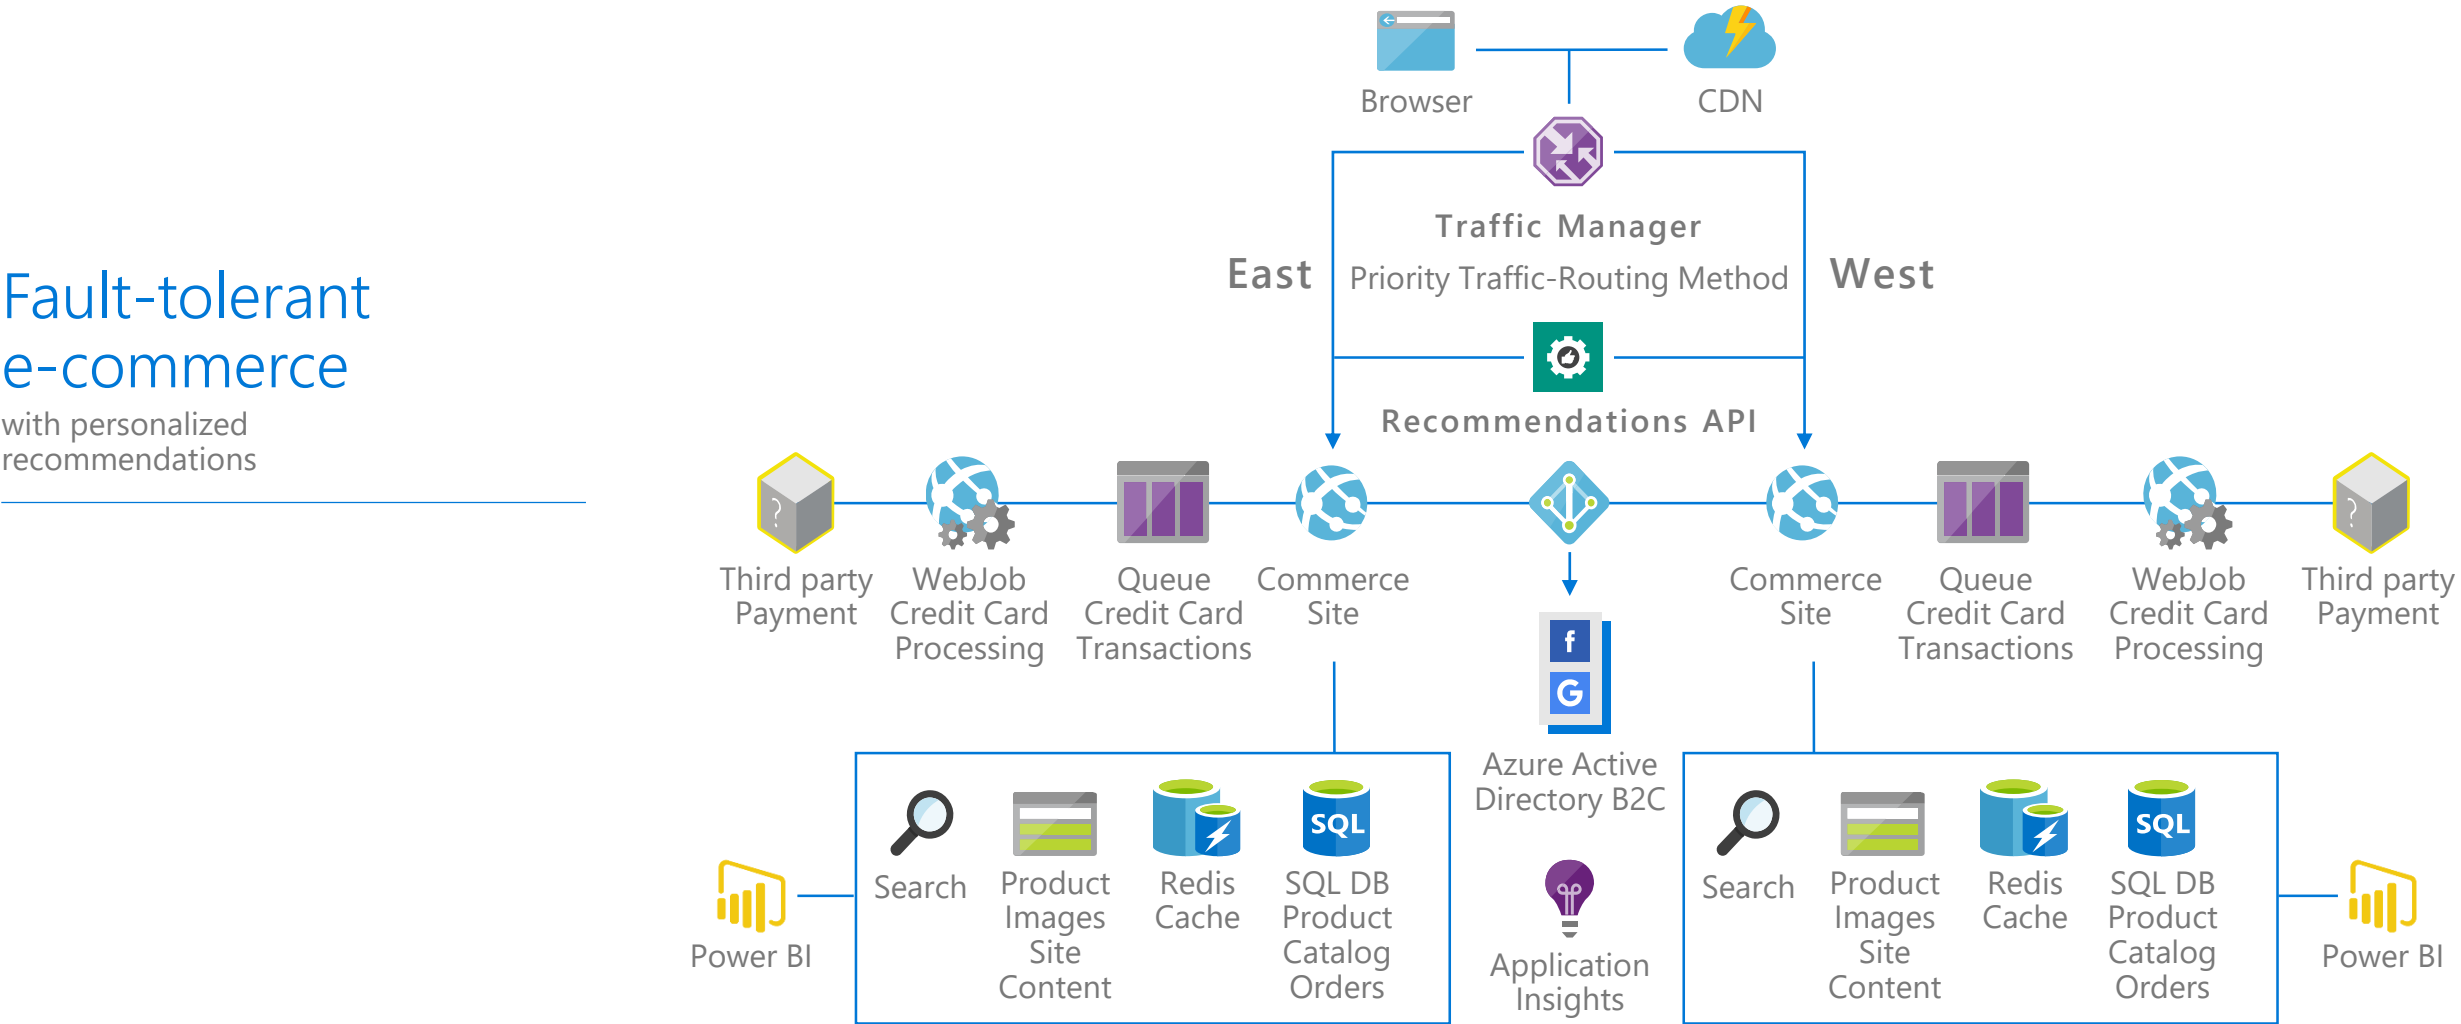 Browser
CDN
Traffic Manager
East
Priority Traffic-Routing Method
West
Fault-tolerant
e-commerce
with personalized
recommendations
Recommendations API
Third party
Payment
WebJob
Credit Card
Processing
Queue
Credit Card
Transactions
Commerce
Site
Commerce
Site
Queue
Credit Card
Transactions
WebJob
Credit Card
Processing
Third party
Payment
?
?
f
G
Azure Active
Directory B2C
Power BI
Search
Product
Images
Site
Content
Redis
Cache
SQL
SQL DB
Product
Catalog
Orders
Application
Insights
Search
Product
Images
Site
Content
Redis
Cache
SQL
SQL DB
Product
Catalog
Orders
Power BI